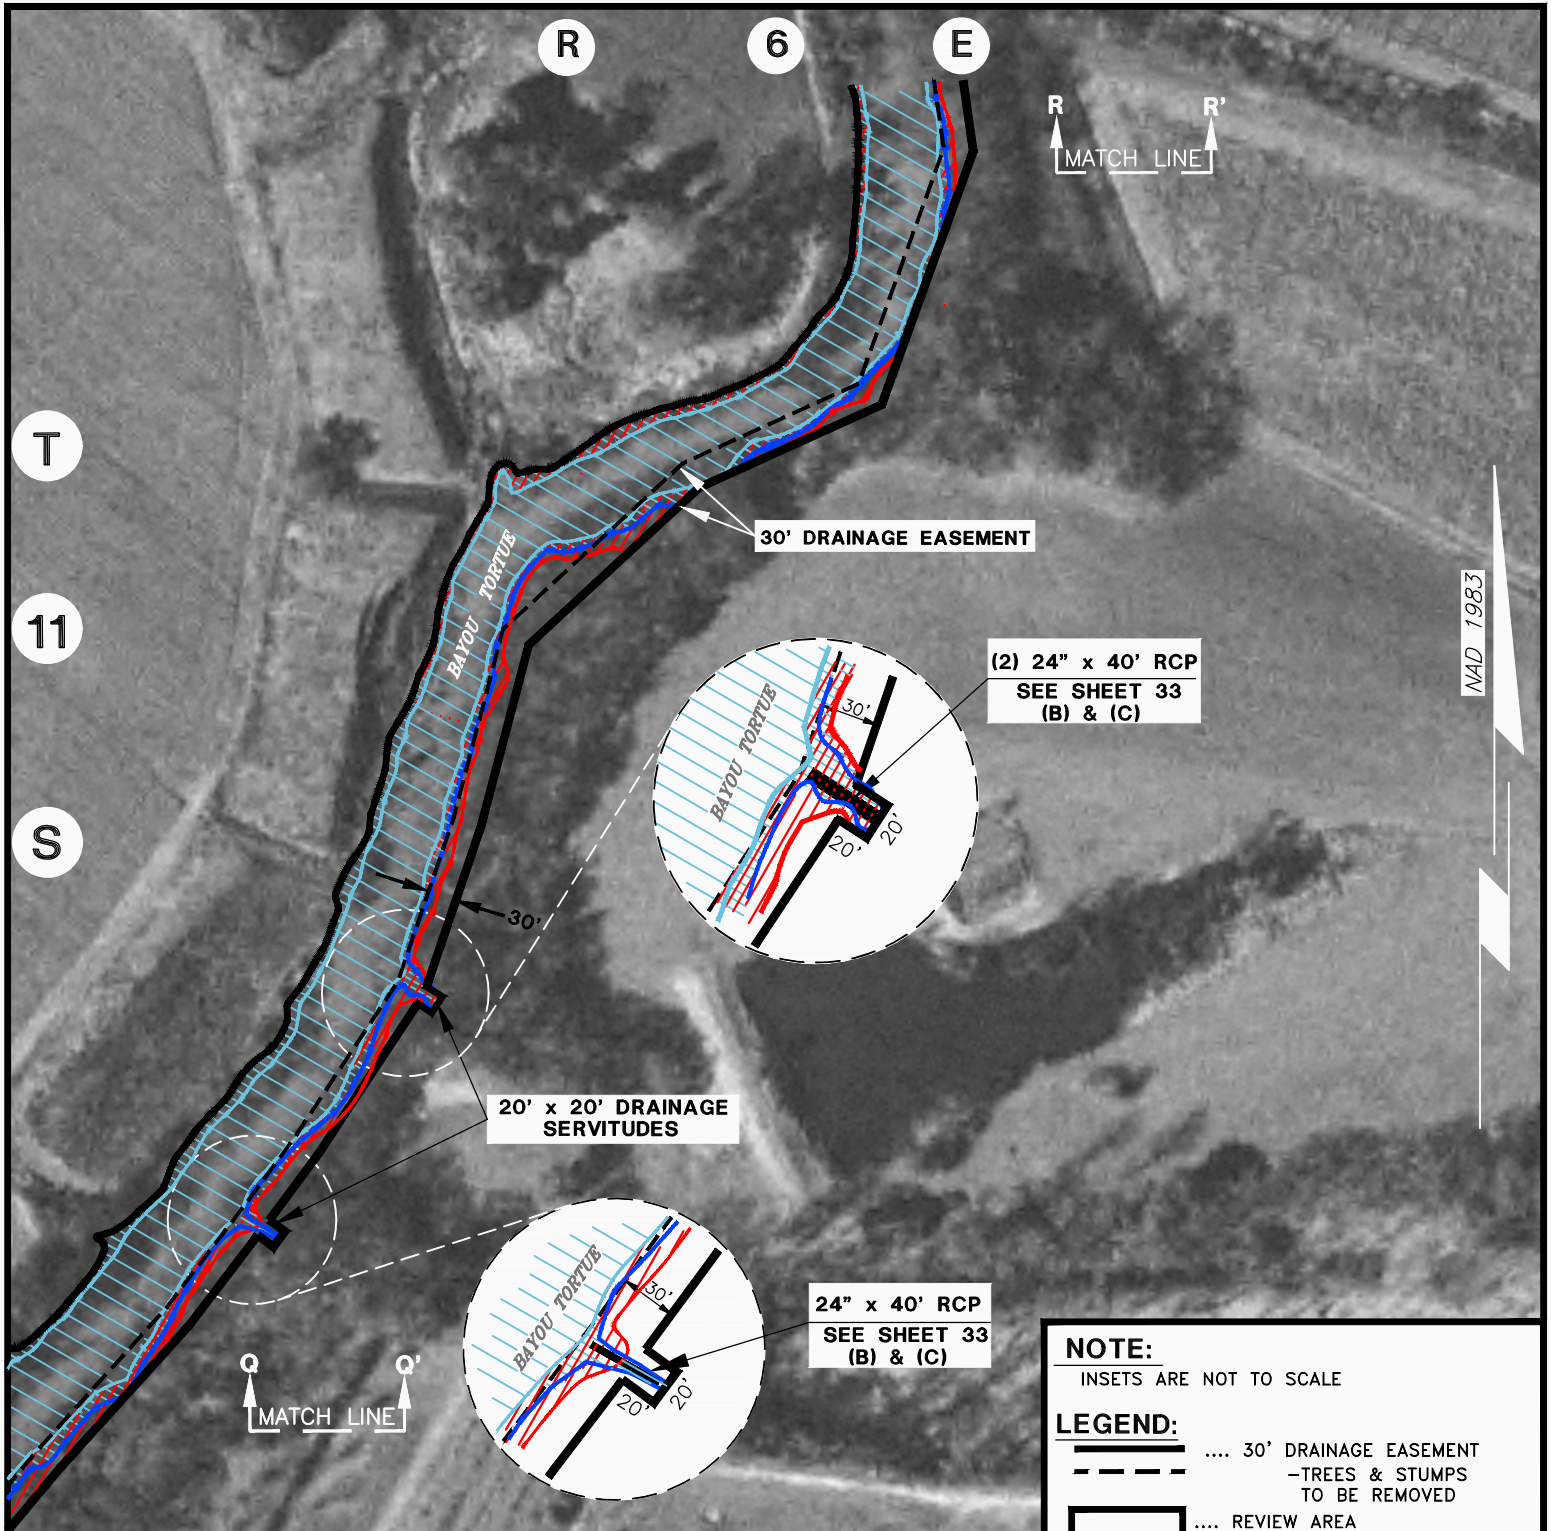 R 6 E
R R'
MATCH LINE
T
11
S
BAYOU TORTUE
30' DRAINAGE EASEMENT
NAD 1983
(2) 24" x 40' RCP
SEE SHEET 33
(B) & (C)
BAYOU TORTUE
30'
20'
20'
30'
20' x 20' DRAINAGE
SERVITUDES
BAYOU TORTUE
30'
20'
20'
24" x 40' RCP
SEE SHEET 33
(B) & (C)
Q Q'
MATCH LINE
NOTE:
INSETS ARE NOT TO SCALE
LEGEND:
.... 30' DRAINAGE EASEMENT
-TREES & STUMPS
TO BE REMOVED
.... REVIEW AREA